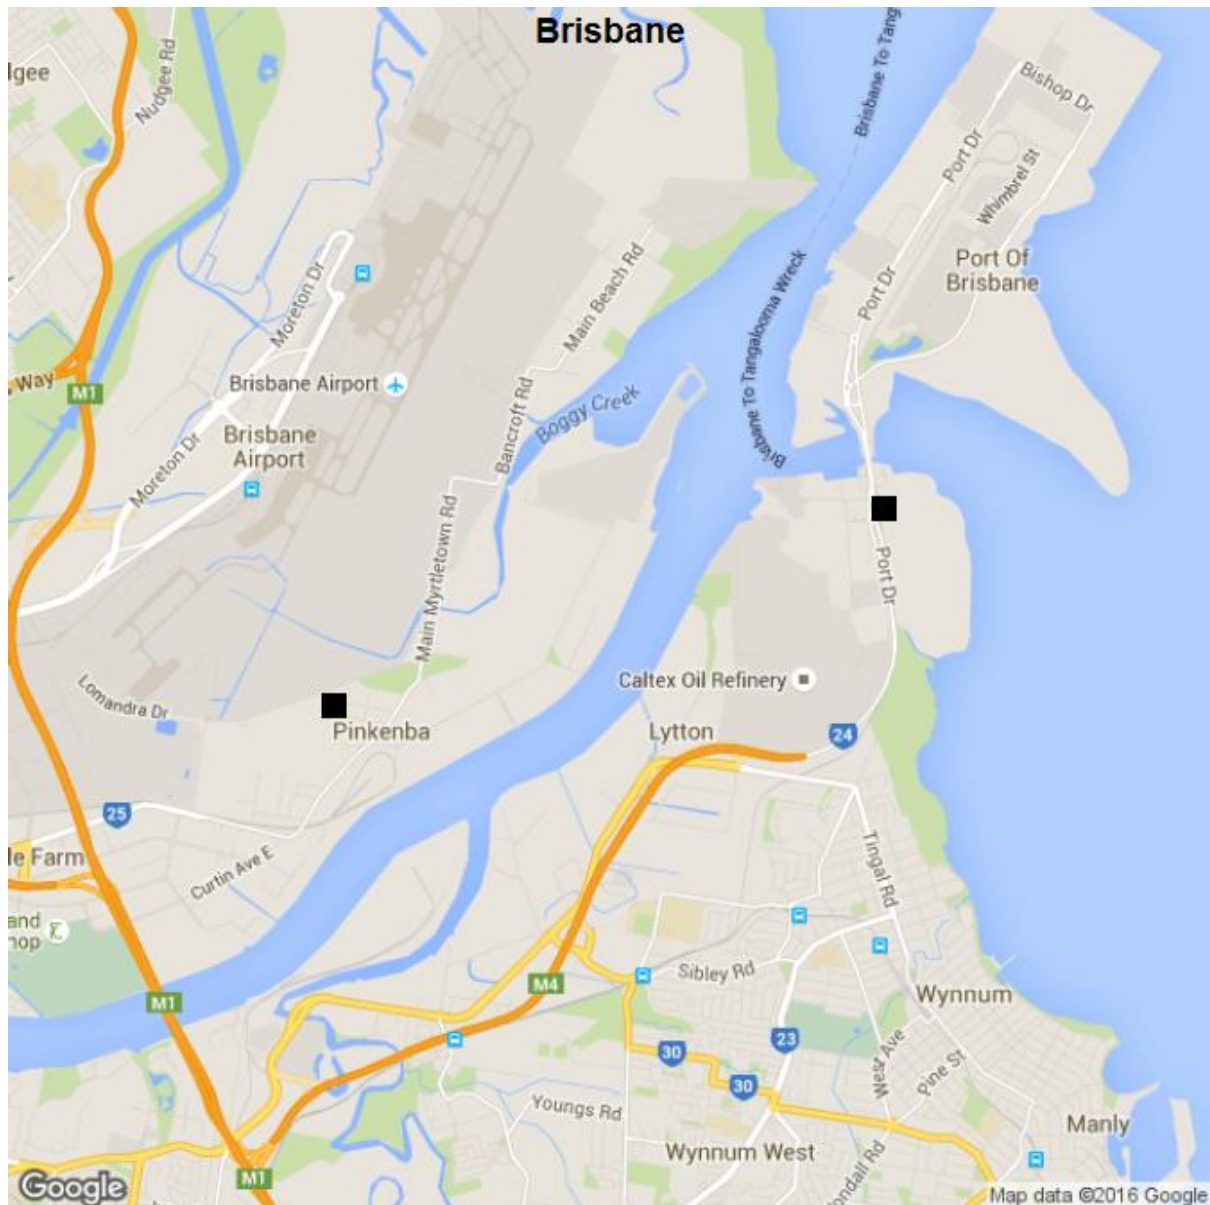 Brisbane
Brisbane To Tang
Bishop Dr
lgee
Nudgee Rd
Port Dr
Whimbrel St
Port Of
Brisbane
Moreton Dr
Main Beach Rd
Port Dr
Brisbane To Tangalooma Wreck
Way
M1
Brisbane Airport
Boggy Creek
Bancroft Rd
Brisbane
Airport
Moreton Dr
Main Myrtletown Rd
Port Dr
Caltex Oil Refinery
Lomandra Dr
Pinkenba
Lytton
24
25
Tingal Rd
le Farm
Curtin Ave E
and
hop
Sibley Rd
M4
Wynnum
M1
23
30
30
West Ave
Pine St
Youngs Rd
Manly
Wynnum West
ondall Rd
M1
Google
Map data ©2016 Google